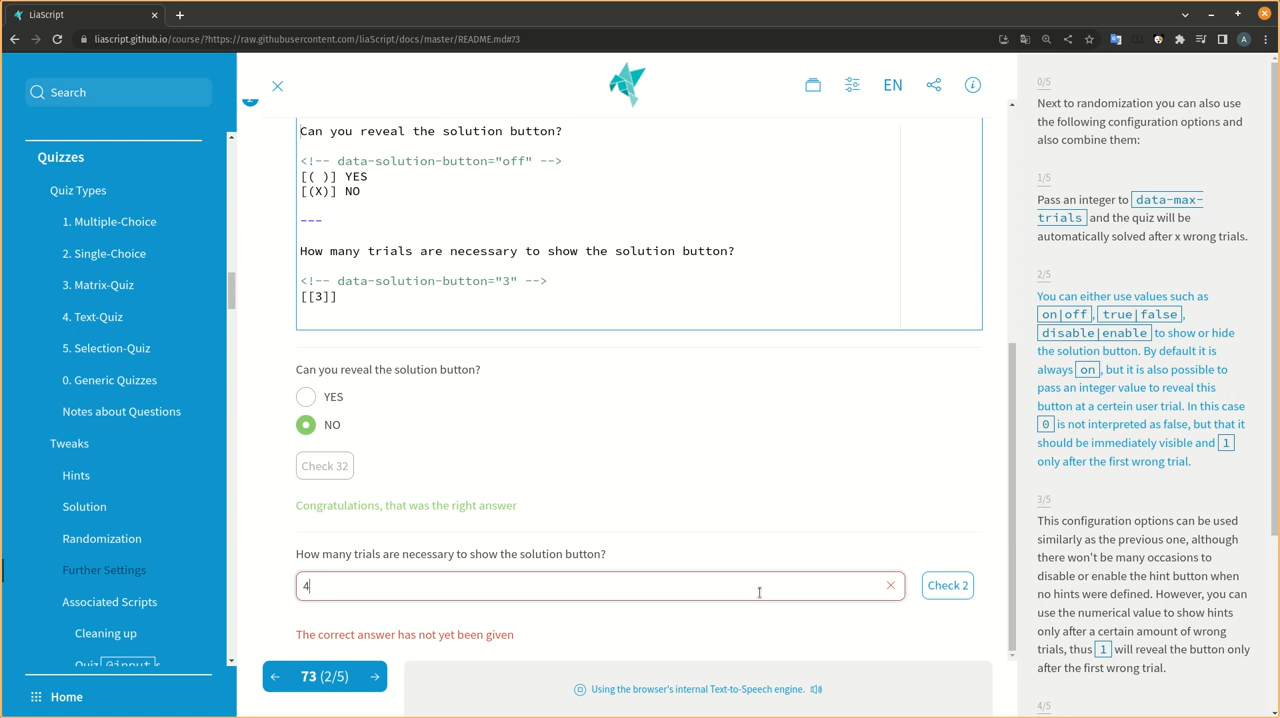 LiaScript
liascript.github.io/course/?https://raw.githubusercontent.com/liaScript/docs/master/README.md#73
A
Search
Quizzes
Quiz Types
1. Multiple-Choice
2. Single-Choice
3. Matrix-Quiz
4. Text-Quiz
5. Selection-Quiz
0. Generic Quizzes
Notes about Questions
Tweaks
Hints
Solution
Randomization
Further Settings
Associated Scripts
Cleaning up
Quiz @input s
Home
EN
Can you reveal the solution button?
<!-- data-solution-button="off" -->
[( )] YES
[(X)] NO
---
How many trials are necessary to show the solution button?
<!-- data-solution-button="3" -->
[[3]]
Can you reveal the solution button?
YES
NO
Check 32
Congratulations, that was the right answer
How many trials are necessary to show the solution button?
4
Check 2
The correct answer has not yet been given
73 (2/5)
Using the browser's internal Text-to-Speech engine.
0/5
Next to randomization you can also use
the following configuration options and
also combine them:
1/5
Pass an integer to data-max-
trials and the quiz will be
automatically solved after x wrong trials.
2/5
You can either use values such as
on|off, true|false,
disable|enable to show or hide
the solution button. By default it is
always on, but it is also possible to
pass an integer value to reveal this
button at a certein user trial. In this case
0 is not interpreted as false, but that it
should be immediately visible and 1
only after the first wrong trial.
3/5
This configuration options can be used
similarly as the previous one, although
there won't be many occasions to
disable or enable the hint button when
no hints were defined. However, you can
use the numerical value to show hints
only after a certain amount of wrong
trials, thus 1 will reveal the button only
after the first wrong trial.
4/5